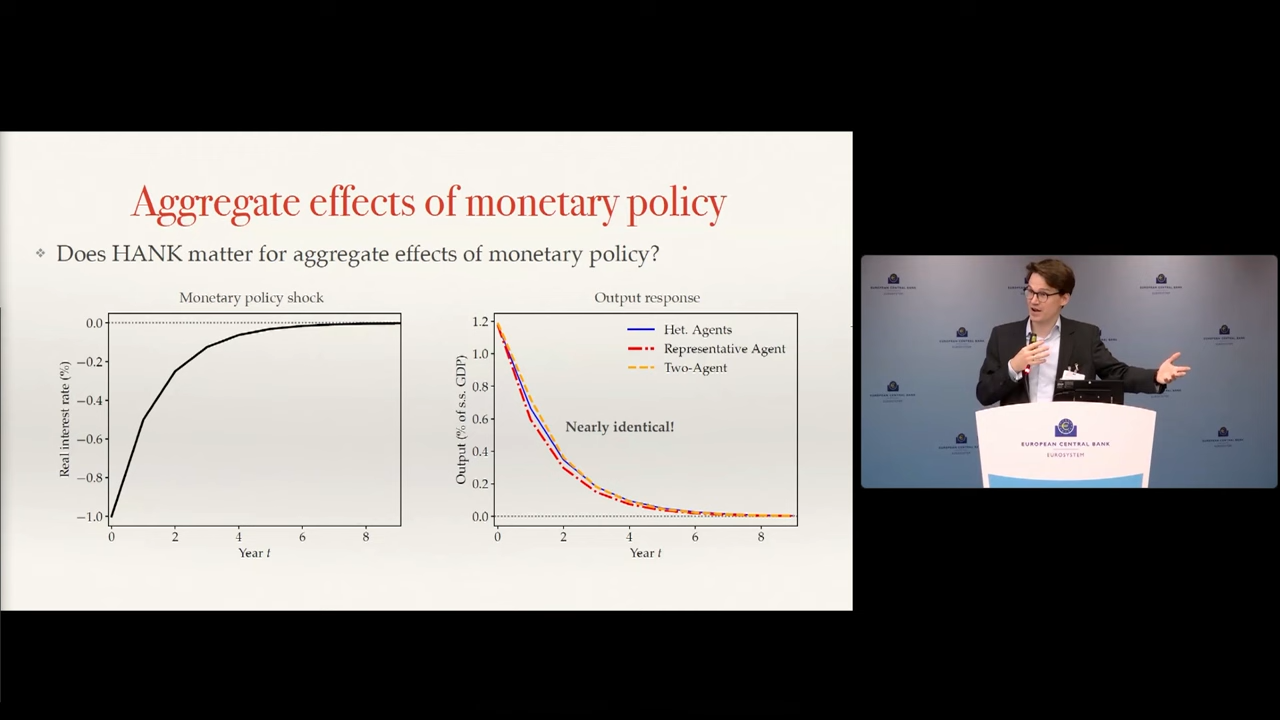 Aggregate effects of monetary policy
❖ Does HANK matter for aggregate effects of monetary policy?
Monetary policy shock
Real interest rate (%)
0.0
−0.2
−0.4
−0.6
−0.8
−1.0
0 2 4 6 8
Year t
Output response
Output (% of s.s. GDP)
1.2
1.0
0.8
0.6
0.4
0.2
0.0
Het. Agents
Representative Agent
Two-Agent
Nearly identical!
0 2 4 6 8
Year t
EUROPEAN CENTRAL BANK
EUROSYSTEM